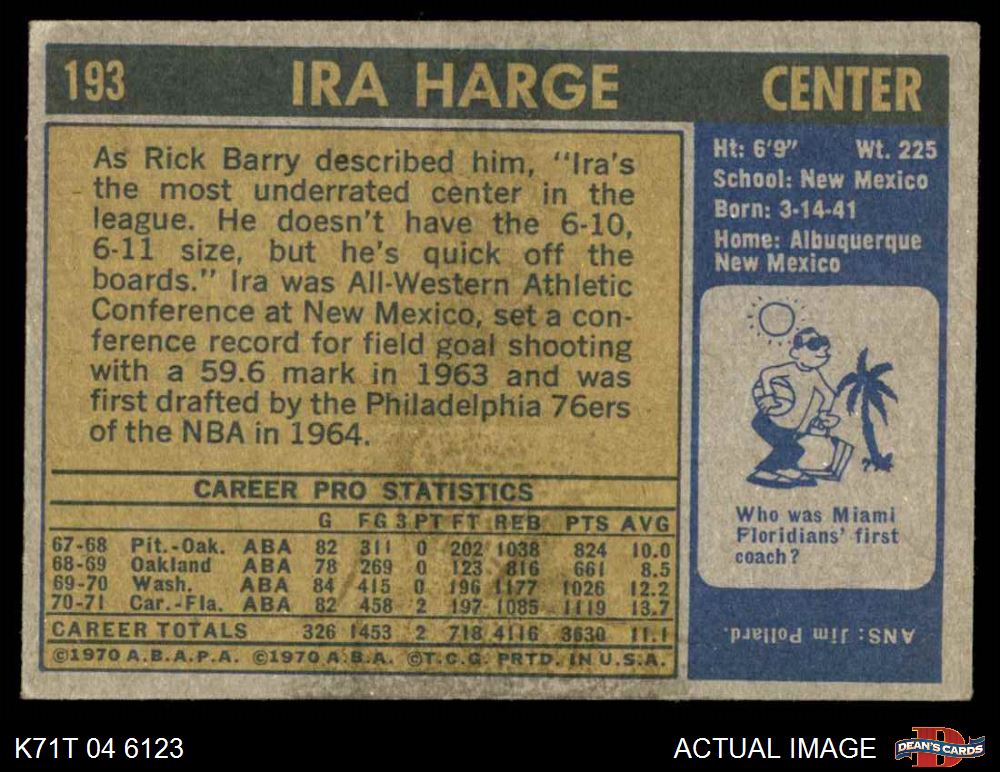 193 IRA HARGE CENTER
As Rick Barry described him, "Ira's
the most underrated center in the
league. He doesn't have the 6-10,
6-11 size, but he's quick off the
boards." Ira was All-Western Athletic
Conference at New Mexico, set a con-
ference record for field goal shooting
with a 59.6 mark in 1963 and was
first drafted by the Philadelphia 76ers
of the NBA in 1964.
CAREER PRO STATISTICS
G FG 3 PT FT REB PTS AVG
67-68 Pit.-Oak. ABA 82 311 0 202 1038 824 10.0
68-69 Oakland ABA 78 269 0 123 816 661 8.5
69-70 Wash. ABA 84 415 0 196 1177 1026 12.2
70-71 Car.-Fla. ABA 82 458 2 197 1085 1119 13.7
CAREER TOTALS 326 1453 2 718 4116 3630 11.1
©1970 A.B.A.P.A. ©1970 A.B.A. ©T.C.G. PRTD. IN U.S.A.
Ht: 6'9" Wt. 225
School: New Mexico
Born: 3-14-41
Home: Albuquerque
New Mexico
Who was Miami
Floridians' first
coach?
ANS: Jim Pollard.
K71T 04 6123
ACTUAL IMAGE
D
DEAN'S CARDS